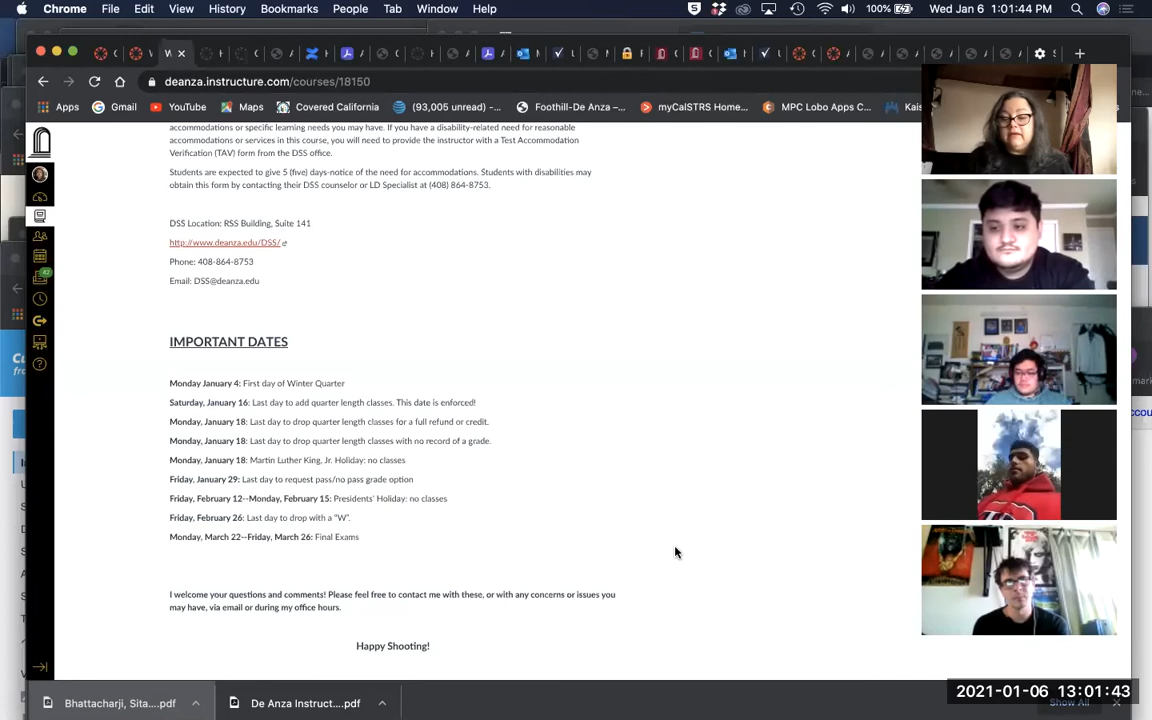 Chrome File Edit View History Bookmarks People Tab Window Help 100% Wed Jan 6 1:01:44 PM
deanza.instructure.com/courses/18150
Apps Gmail YouTube Maps Covered California (93,005 unread) -... Foothill-De Anza –... myCalSTRS Home... MPC Lobo Apps C... Kais
accommodations or specific learning needs you may have. If you have a disability-related need for reasonable
accommodations or services in this course, you will need to provide the instructor with a Test Accommodation
Verification (TAV) form from the DSS office.
Students are expected to give 5 (five) days-notice of the need for accommodations. Students with disabilities may
obtain this form by contacting their DSS counselor or LD Specialist at (408) 864-8753.
DSS Location: RSS Building, Suite 141
http://www.deanza.edu/DSS/
Phone: 408-864-8753
42
Email: DSS@deanza.edu
IMPORTANT DATES
Monday January 4: First day of Winter Quarter
Saturday, January 16: Last day to add quarter length classes. This date is enforced!
Monday, January 18: Last day to drop quarter length classes for a full refund or credit.
Monday, January 18: Last day to drop quarter length classes with no record of a grade.
Monday, January 18: Martin Luther King, Jr. Holiday: no classes
Friday, January 29: Last day to request pass/no pass grade option
Friday, February 12--Monday, February 15: Presidents' Holiday: no classes
Friday, February 26: Last day to drop with a "W".
Monday, March 22--Friday, March 26: Final Exams
I welcome your questions and comments! Please feel free to contact me with these, or with any concerns or issues you
may have, via email or during my office hours.
Happy Shooting!
Bhattacharji, Sita....pdf De Anza Instruct....pdf Show All
2021-01-06 13:01:43